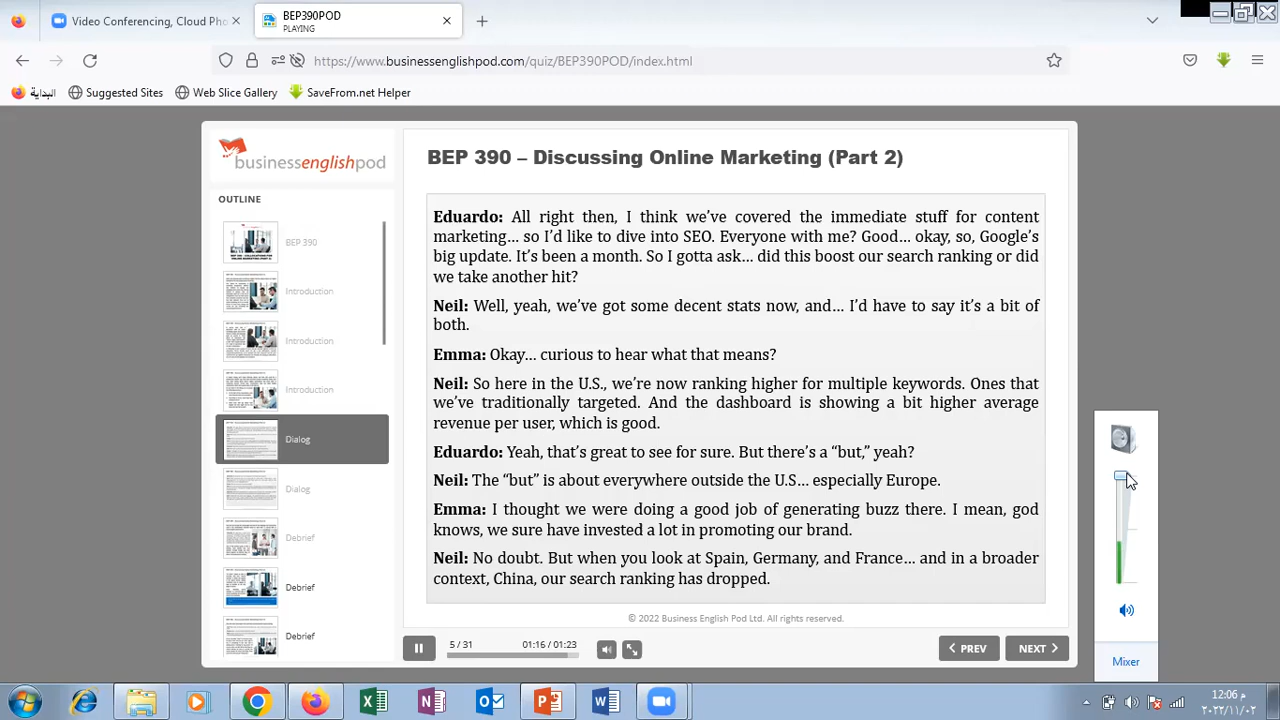 Video Conferencing, Cloud Pho
BEP390POD
PLAYING
https://www.businessenglishpod.com/quiz/BEP390POD/index.html
البداية
Suggested Sites
Web Slice Gallery
SaveFrom.net Helper
businessenglishpod
BEP 390 – Discussing Online Marketing (Part 2)
OUTLINE
BEP 390
Introduction
Introduction
Introduction
Dialog
Dialog
Debrief
Debrief
Debrief
Eduardo: All right then, I think we've covered the immediate stuff for content
marketing… so I'd like to dive into SEO. Everyone with me? Good… okay, so, Google's
big update, it's been a month. So I gotta ask… did this boost our search ranking or did
we take another hit?
Neil: Well, yeah, we've got some decent stats now, and… I'd have to say it's a bit of
both.
Emma: Okay… curious to hear what that means?
Neil: So here in the U.S., we're now ranking higher for multiple keywords. Ones that
we've traditionally targeted. And the dashboard is showing a bit higher average
revenue per user, which is good.
Eduardo: that's great to see for sure. But there's a “but,” yeah?
Neil: The “but” is about everywhere outside the U.S… especially Europe.
Emma: I thought we were doing a good job of generating buzz there. I mean, god
knows, we've spent two weeks at expos promoting our brand.
Neil: No doubt. But when you look at Spain, Germany, and France… and in a broader
context, China, our search ranking has dropped.
© 2022 Business English Pod Ltd. All rights reserved.
5 / 31
01:16 / 01:23
PREV
NEXT
Mixer
12:06 م
٢٠٢٢/١١/٠٢